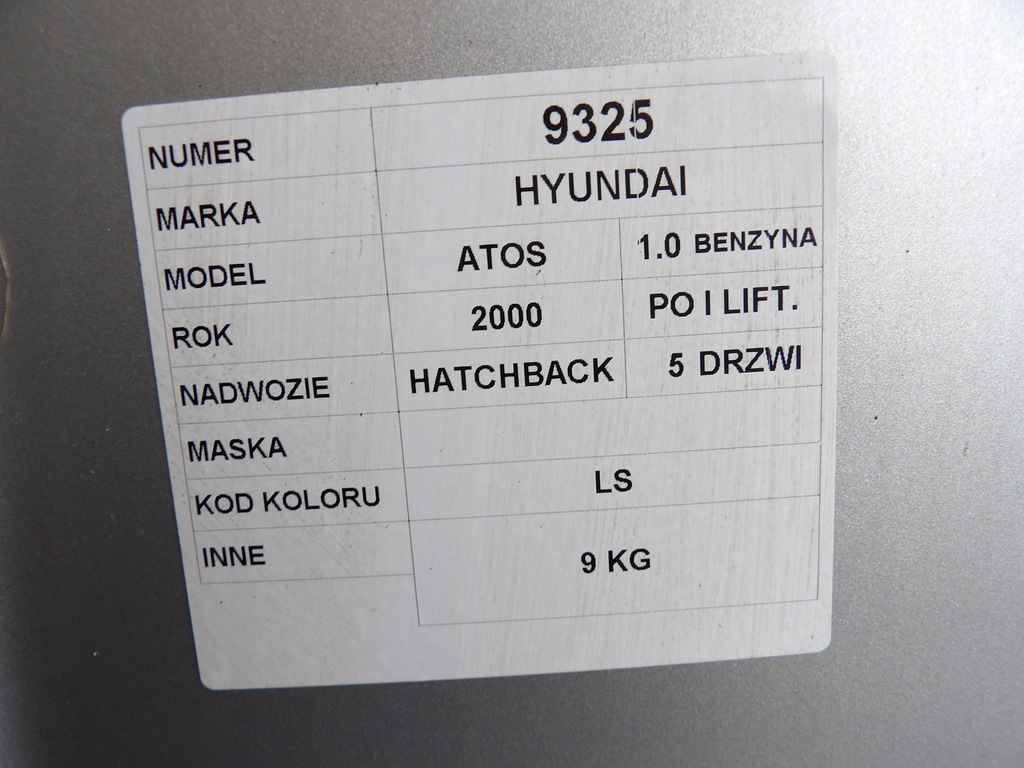 NUMER 9325
MARKA HYUNDAI
MODEL ATOS 1.0 BENZYNA
ROK 2000 PO I LIFT.
NADWOZIE HATCHBACK 5 DRZWI
MASKA
KOD KOLORU LS
INNE 9 KG